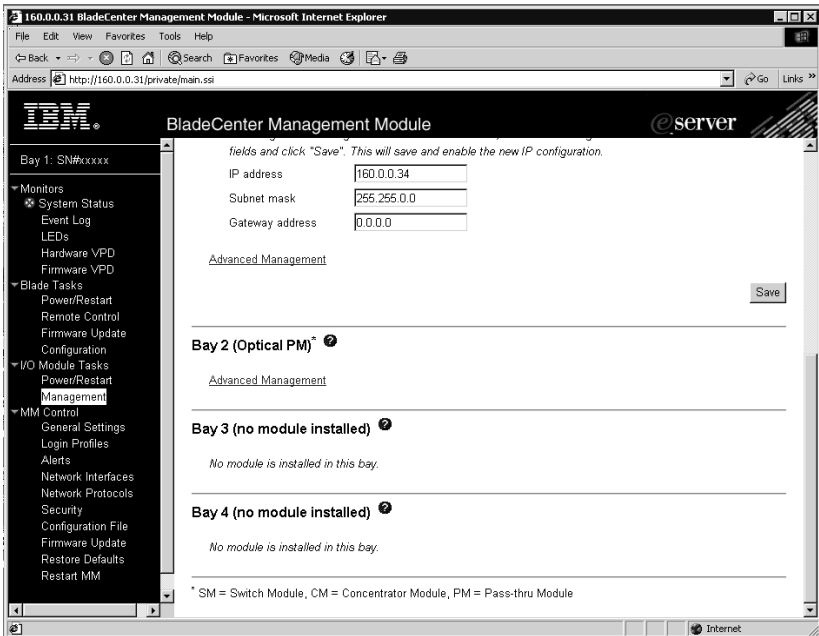 160.0.0.31 BladeCenter Management Module - Microsoft Internet Explorer
File Edit View Favorites Tools Help
Back Search Favorites Media
Address http://160.0.0.31/private/main.ssi Go Links »
IBM®
BladeCenter Management Module
@server
Bay 1: SN#xxxxx
Monitors
System Status
Event Log
LEDs
Hardware VPD
Firmware VPD
Blade Tasks
Power/Restart
Remote Control
Firmware Update
Configuration
I/O Module Tasks
Power/Restart
Management
MM Control
General Settings
Login Profiles
Alerts
Network Interfaces
Network Protocols
Security
Configuration File
Firmware Update
Restore Defaults
Restart MM
fields and click "Save". This will save and enable the new IP configuration.
IP address 160.0.0.34
Subnet mask 255.255.0.0
Gateway address 0.0.0.0
Advanced Management
Save
Bay 2 (Optical PM)* ?
Advanced Management
Bay 3 (no module installed) ?
No module is installed in this bay.
Bay 4 (no module installed) ?
No module is installed in this bay.
* SM = Switch Module, CM = Concentrator Module, PM = Pass-thru Module
Internet